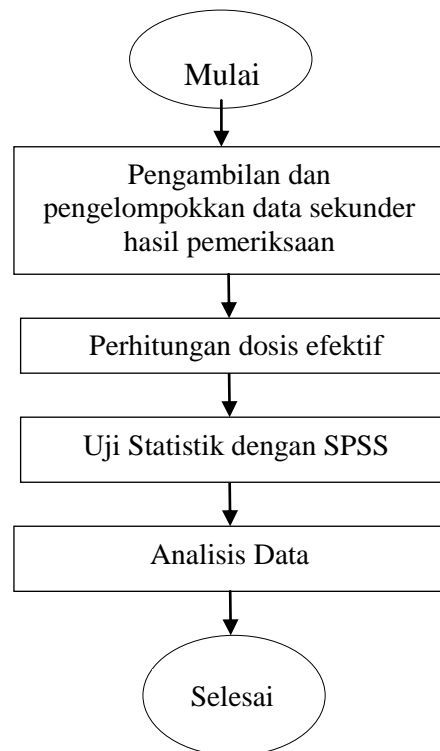 Mulai
Pengambilan dan
pengelompokkan data sekunder
hasil pemeriksaan
Perhitungan dosis efektif
Uji Statistik dengan SPSS
Analisis Data
Selesai